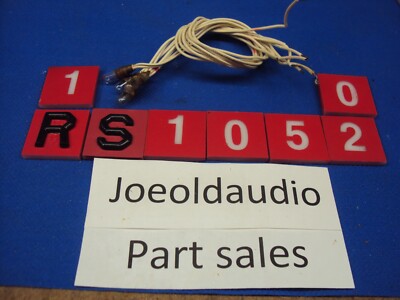 1 0
RS1052
Joeoldaudio
Part sales